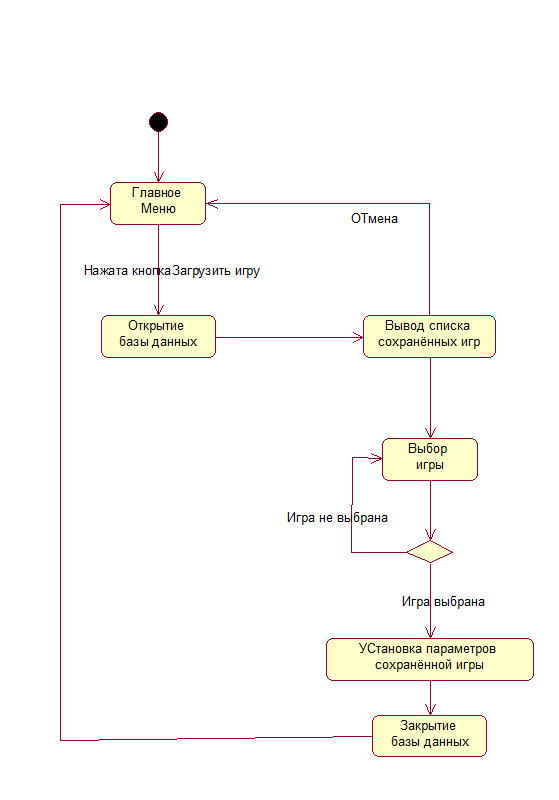 Главное
Меню
ОТмена
Нажата кнопкаЗагрузить игру
Открытие
базы данных
Вывод списка
сохранённых игр
Выбор
игры
Игра не выбрана
Игра выбрана
УСтановка параметров
сохранённой игры
Закрытие
базы данных